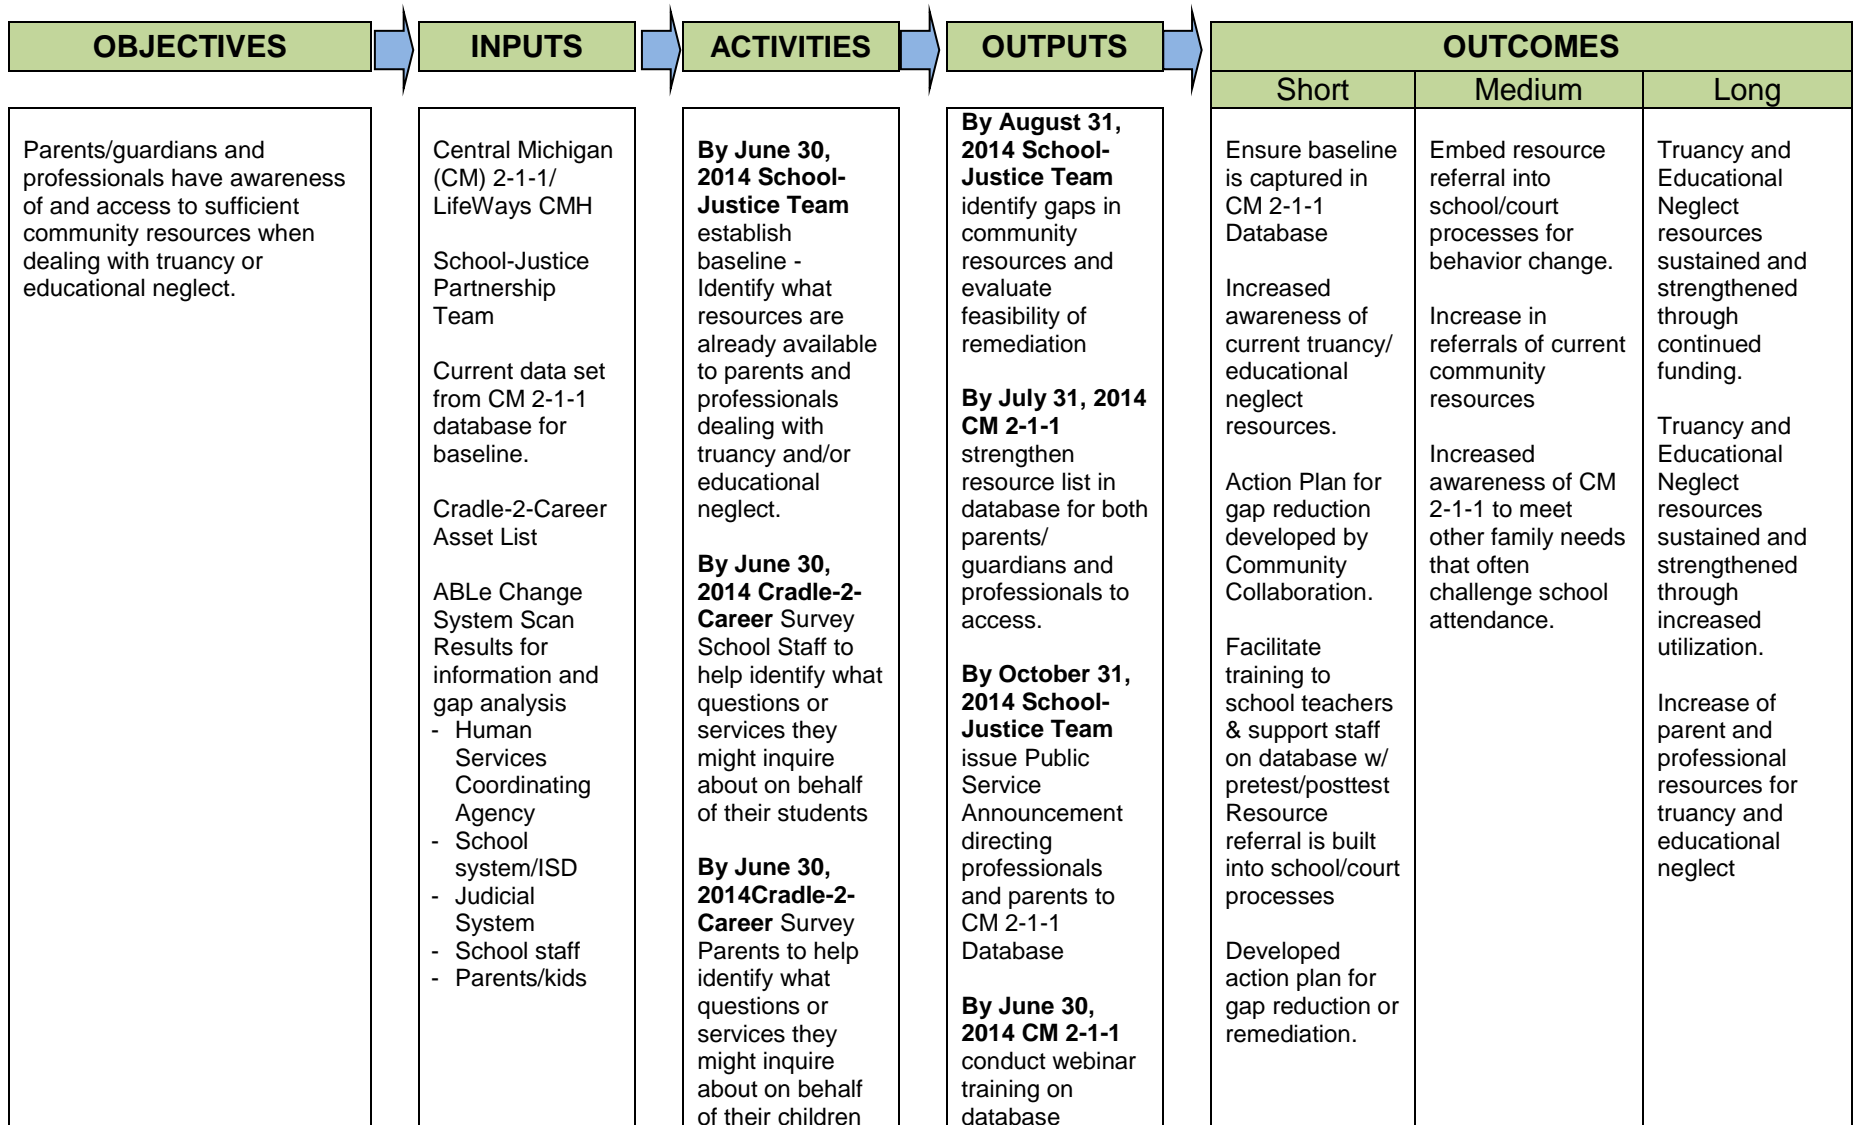 OBJECTIVES
INPUTS
ACTIVITIES
OUTPUTS
OUTCOMES
Short
Medium
Long
Parents/guardians and
professionals have awareness
of and access to sufficient
community resources when
dealing with truancy or
educational neglect.
Central Michigan
(CM) 2-1-1/
LifeWays CMH
School-Justice
Partnership
Team
Current data set
from CM 2-1-1
database for
baseline.
Cradle-2-Career
Asset List
ABLe Change
System Scan
Results for
information and
gap analysis
- Human
Services
Coordinating
Agency
- School
system/ISD
- Judicial
System
- School staff
- Parents/kids
By June 30,
2014 School-
Justice Team
establish
baseline -
Identify what
resources are
already available
to parents and
professionals
dealing with
truancy and/or
educational
neglect.
By June 30,
2014 Cradle-2-
Career Survey
School Staff to
help identify what
questions or
services they
might inquire
about on behalf
of their students
By June 30,
2014Cradle-2-
Career Survey
Parents to help
identify what
questions or
services they
might inquire
about on behalf
of their children
By August 31,
2014 School-
Justice Team
identify gaps in
community
resources and
evaluate
feasibility of
remediation
By July 31, 2014
CM 2-1-1
strengthen
resource list in
database for both
parents/
guardians and
professionals to
access.
By October 31,
2014 School-
Justice Team
issue Public
Service
Announcement
directing
professionals
and parents to
CM 2-1-1
Database
By June 30,
2014 CM 2-1-1
conduct webinar
training on
database
Ensure baseline
is captured in
CM 2-1-1
Database
Increased
awareness of
current truancy/
educational
neglect
resources.
Action Plan for
gap reduction
developed by
Community
Collaboration.
Facilitate
training to
school teachers
& support staff
on database w/
pretest/posttest
Resource
referral is built
into school/court
processes
Developed
action plan for
gap reduction or
remediation.
Embed resource
referral into
school/court
processes for
behavior change.
Increase in
referrals of current
community
resources
Increased
awareness of CM
2-1-1 to meet
other family needs
that often
challenge school
attendance.
Truancy and
Educational
Neglect
resources
sustained and
strengthened
through
continued
funding.
Truancy and
Educational
Neglect
resources
sustained and
strengthened
through
increased
utilization.
Increase of
parent and
professional
resources for
truancy and
educational
neglect